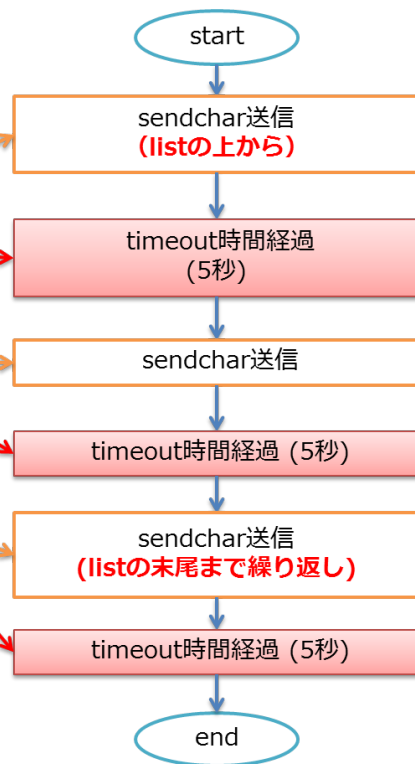 start
sendchar送信
（listの上から）
timeout時間経過
(5秒)
sendchar送信
timeout時間経過 (5秒)
sendchar送信
(listの末尾まで繰り返し)
timeout時間経過 (5秒)
end